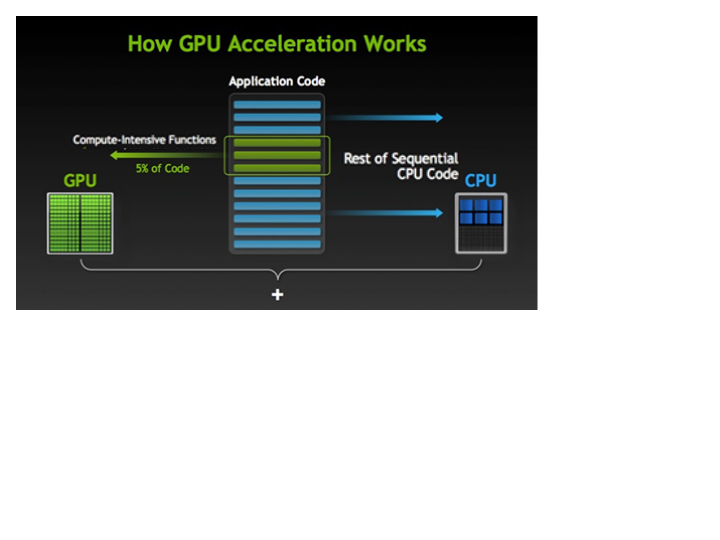 How GPU Acceleration Works
Application Code
Compute-Intensive Functions
5% of Code
Rest of Sequential
CPU Code
GPU
CPU
+